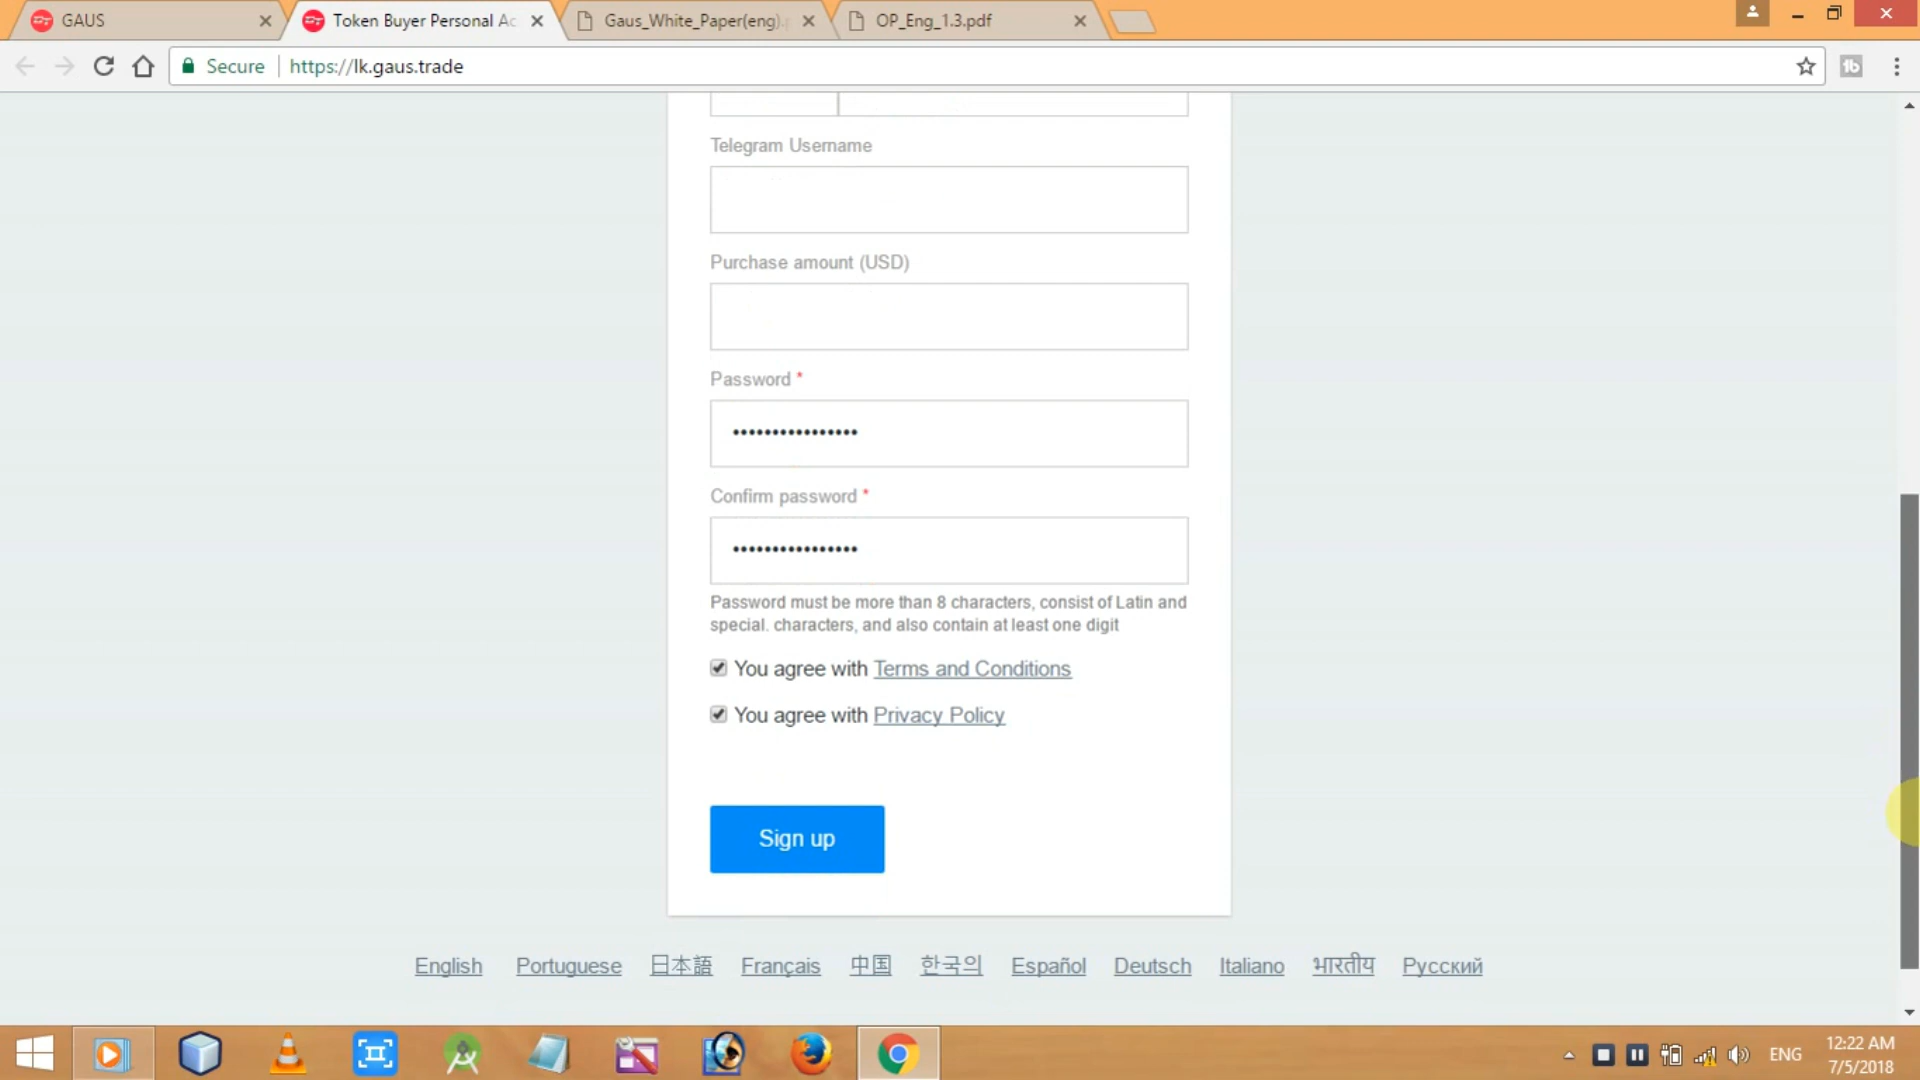 GAUS
Token Buyer Personal Ac
Gaus_White_Paper(eng).
OP_Eng_1.3.pdf
Secure https://lk.gaus.trade
Telegram Username
Purchase amount (USD)
Password *
••••••••••••••••
Confirm password *
••••••••••••••••
Password must be more than 8 characters, consist of Latin and
special. characters, and also contain at least one digit
You agree with Terms and Conditions
You agree with Privacy Policy
Sign up
English Portuguese 日本語 Français 中国 한국의 Español Deutsch Italiano भारतीय Русский
ENG
12:22 AM
7/5/2018